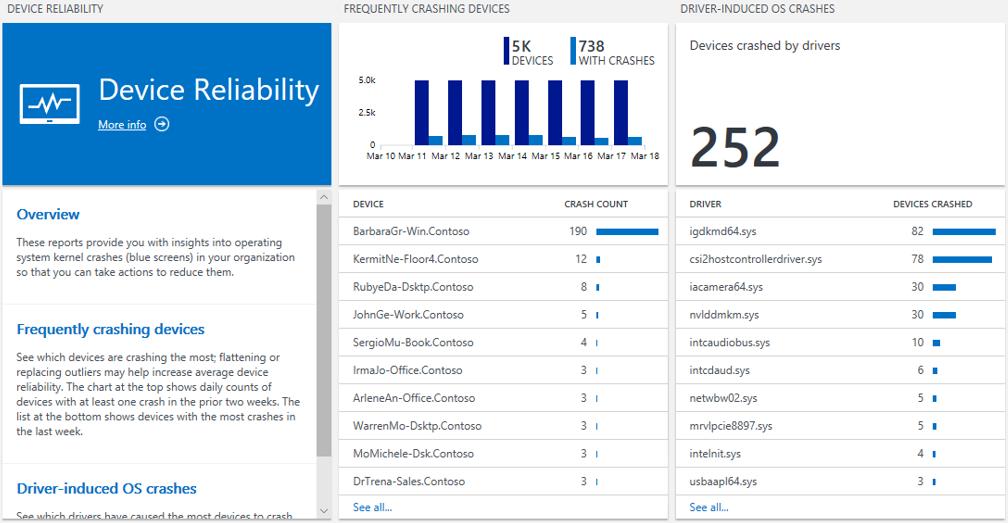 DEVICE RELIABILITY
Device Reliability
More info
Overview
These reports provide you with insights into operating
system kernel crashes (blue screens) in your organization
so that you can take actions to reduce them.
Frequently crashing devices
See which devices are crashing the most; flattening or
replacing outliers may help increase average device
reliability. The chart at the top shows daily counts of
devices with at least one crash in the prior two weeks. The
list at the bottom shows devices with the most crashes in
the last week.
Driver-induced OS crashes
See which drivers have caused the most devices to crash
FREQUENTLY CRASHING DEVICES
5K 738
DEVICES WITH CRASHES
5.0k
2.5k
0
Mar 10 Mar 11 Mar 12 Mar 13 Mar 14 Mar 15 Mar 16 Mar 17 Mar 18
DEVICE CRASH COUNT
BarbaraGr-Win.Contoso 190
KermitNe-Floor4.Contoso 12
RubyeDa-Dsktp.Contoso 8
JohnGe-Work.Contoso 5
SergioMu-Book.Contoso 4
IrmaJo-Office.Contoso 3
ArleneAn-Office.Contoso 3
WarrenMo-Dsktp.Contoso 3
MoMichele-Dsk.Contoso 3
DrTrena-Sales.Contoso 3
See all...
DRIVER-INDUCED OS CRASHES
Devices crashed by drivers
252
DRIVER DEVICES CRASHED
igdkmd64.sys 82
csi2hostcontrollerdriver.sys 78
iacamera64.sys 30
nvlddmkm.sys 30
intcaudiobus.sys 10
intcdaud.sys 6
netwbw02.sys 5
mrvlpcie8897.sys 5
intelnit.sys 4
usbaapl64.sys 3
See all...